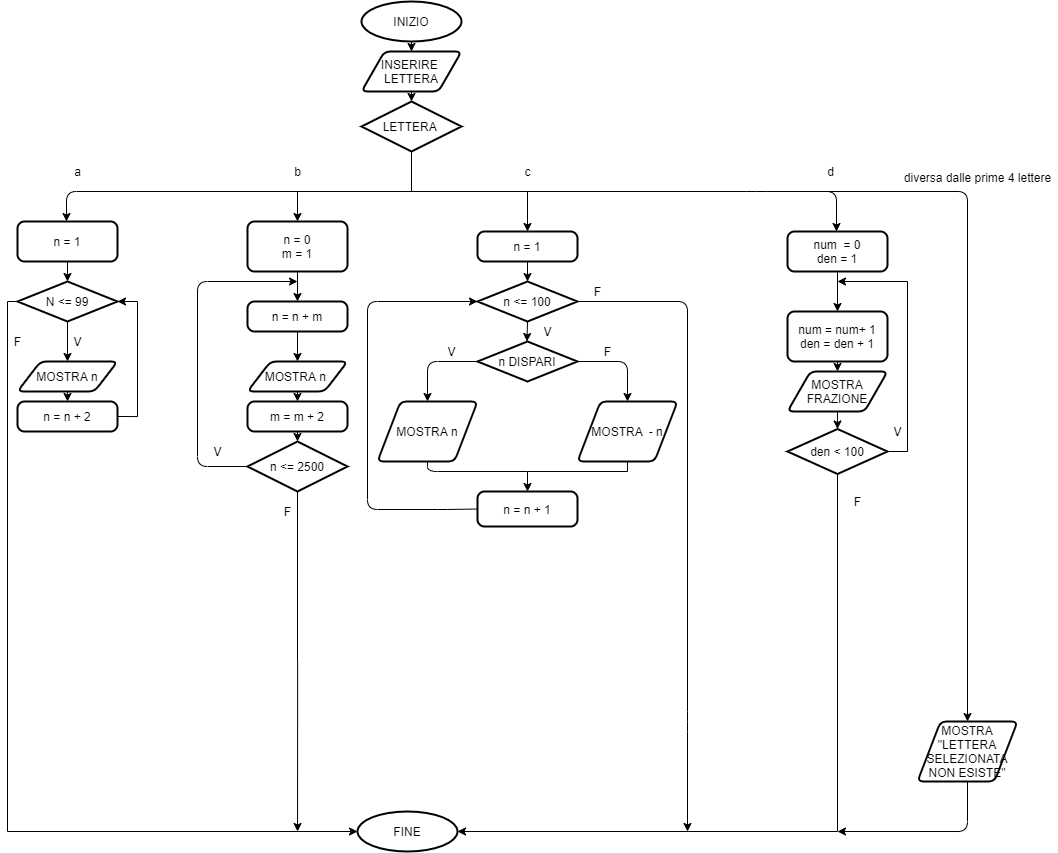 INIZIO
INSERIRE
LETTERA
LETTERA
a
b
c
d
diversa dalle prime 4 lettere
n = 1
N <= 99
F
V
MOSTRA n
n = n + 2
n = 0
m = 1
n = n + m
MOSTRA n
m = m + 2
V
n <= 2500
F
n = 1
n <= 100
F
V
n DISPARI
V
F
MOSTRA n
MOSTRA - n
n = n + 1
num = 0
den = 1
num = num+ 1
den = den + 1
MOSTRA
FRAZIONE
V
den < 100
F
MOSTRA
"LETTERA
SELEZIONATA
NON ESISTE"
FINE